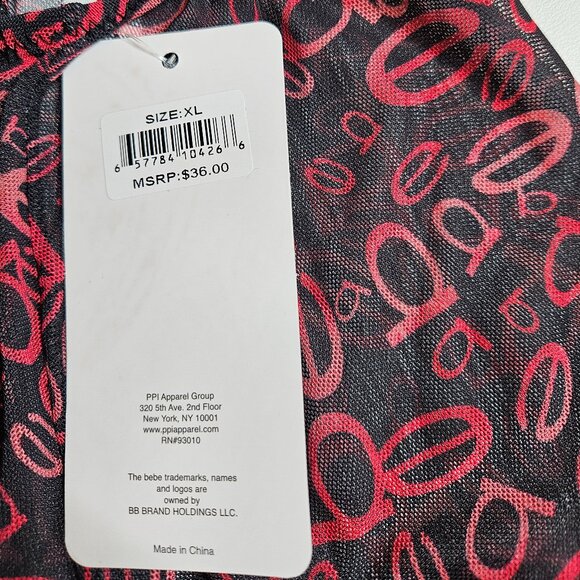 SIZE:XL
6 57784 10426 6
MSRP:$36.00
PPI Apparel Group
320 5th Ave. 2nd Floor
New York, NY 10001
www.ppiapparel.com
RN#93010
The bebe trademarks, names
and logos are
owned by
BB BRAND HOLDINGS LLC.
Made in China